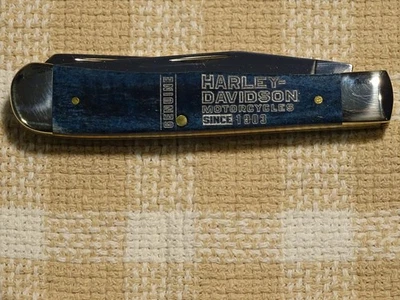 GENUINE
HARLEY-
DAVIDSON
MOTORCYCLES
SINCE 1903